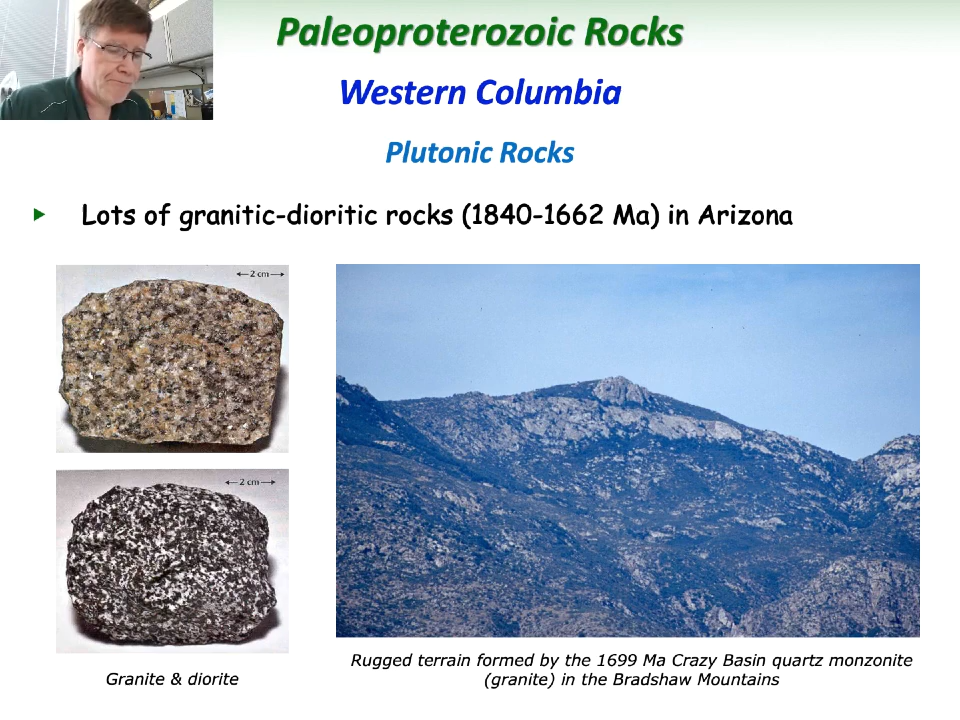 Paleoproterozoic Rocks
Western Columbia
Plutonic Rocks
Lots of granitic-dioritic rocks (1840-1662 Ma) in Arizona
2 cm
2 cm
Granite & diorite
Rugged terrain formed by the 1699 Ma Crazy Basin quartz monzonite
(granite) in the Bradshaw Mountains